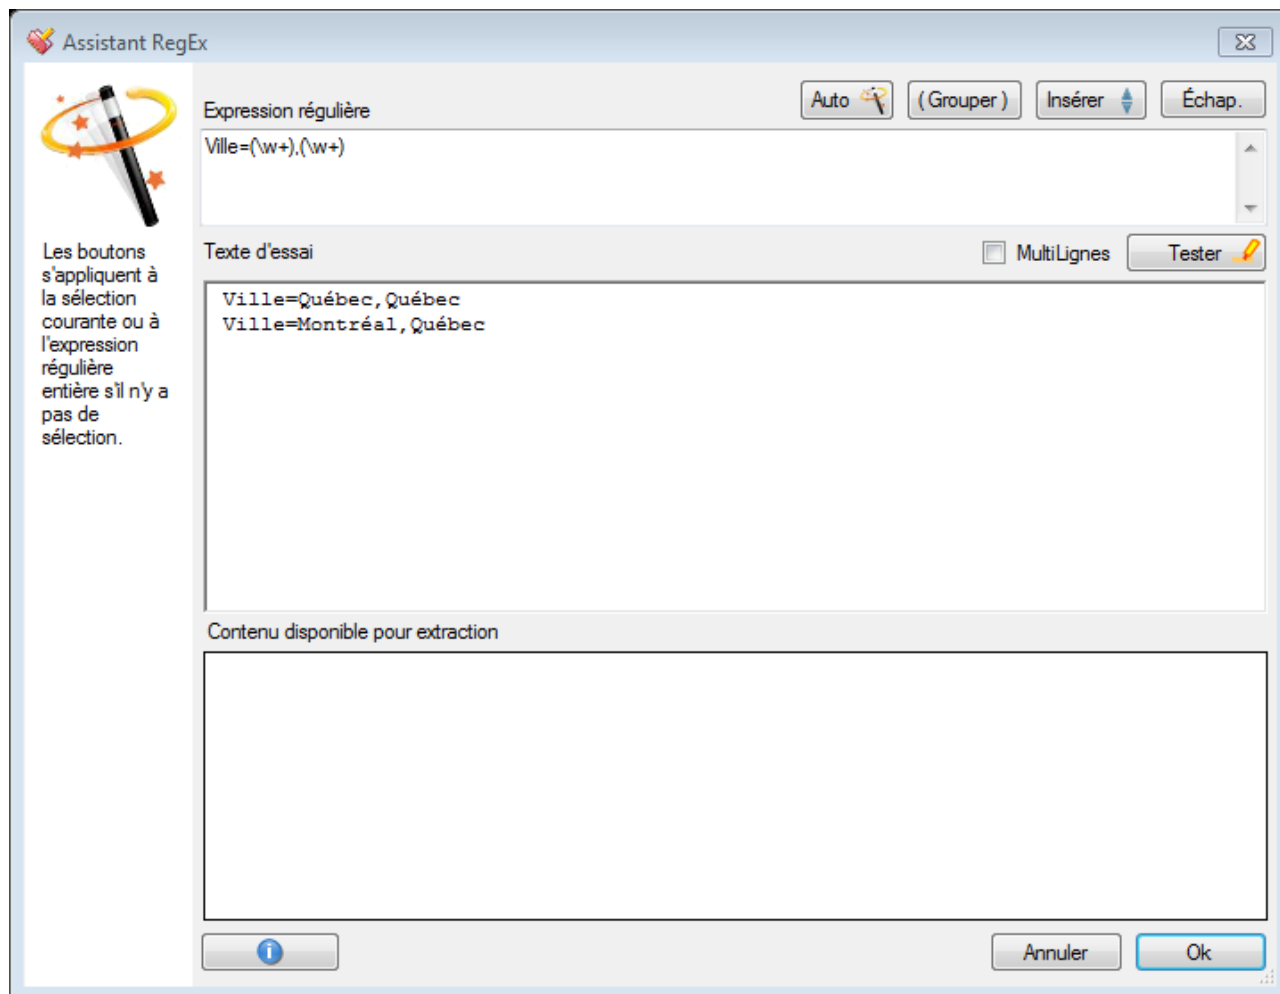 Assistant RegEx
Expression régulière
Auto
(Grouper)
Insérer
Échap.
Ville=(\w+),(\w+)
Les boutons
s'appliquent à
la sélection
courante ou à
l'expression
régulière
entière s'il n'y a
pas de
sélection.
Texte d'essai
MultiLignes
Tester
Ville=Québec,Québec
Ville=Montréal,Québec
Contenu disponible pour extraction
Annuler
Ok